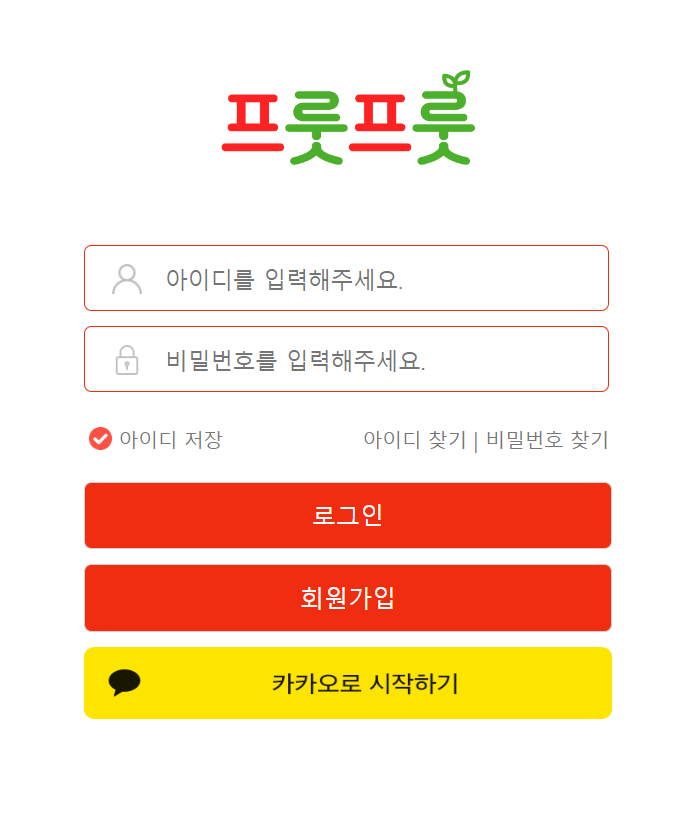 프룻프룻
아이디를 입력해주세요.
비밀번호를 입력해주세요.
아이디 저장 아이디 찾기 | 비밀번호 찾기
로그인
회원가입
카카오로 시작하기